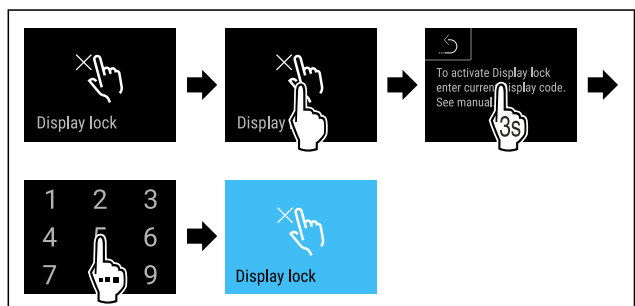 Display lock
Display
To activate Display lock
enter current display code.
See manual
3s
1 2 3
4 5 6
7 9
Display lock